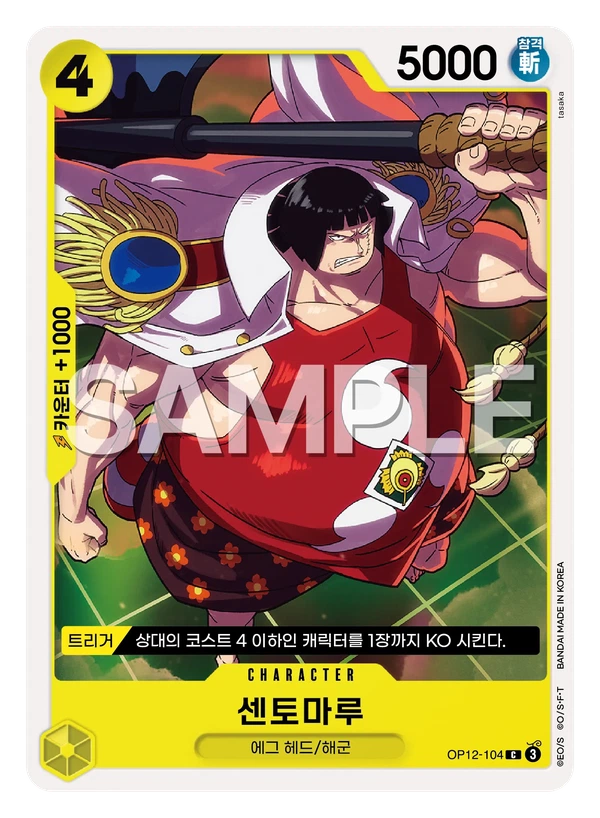 4
5000
참격
斬
tasaka
카운터 +1000
SAMPLE
트리거 상대의 코스트 4 이하인 캐릭터를 1장까지 KO 시킨다.
CHARACTER
센토마루
에그 헤드/해군
OP12-104 C 3
©EO/S ©O/S·F·T BANDAI MADE IN KOREA